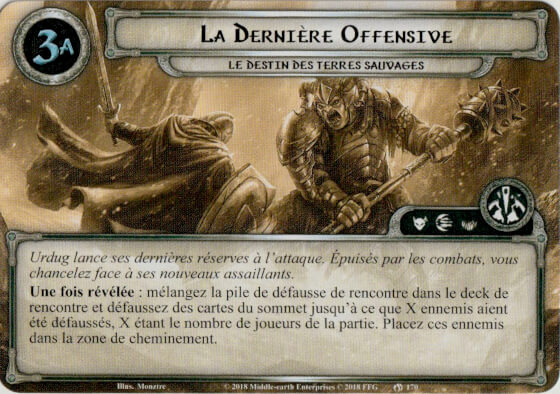 3A
La Dernière Offensive
Le Destin des Terres Sauvages
Urdug lance ses dernières réserves à l'attaque. Épuisés par les combats, vous
chancelez face à ses nouveaux assaillants.
Une fois révélée : mélangez la pile de défausse de rencontre dans le deck de
rencontre et défaussez des cartes du sommet jusqu'à ce que X ennemis aient
été défaussés, X étant le nombre de joueurs de la partie. Placez ces ennemis
dans la zone de cheminement.
Illus. Monztre © 2018 Middle-earth Enterprises © 2018 FFG 170